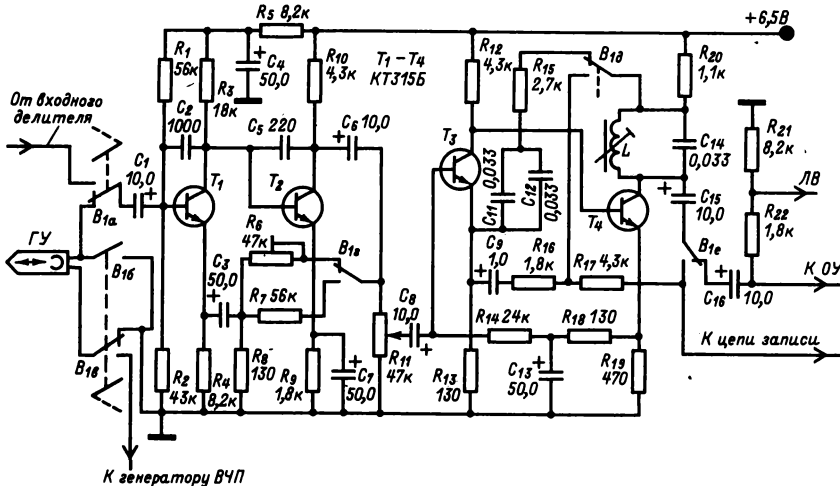 R5 8,2к
+6,5В
R1
56к
C4
50,0
R10
4,3к
T1 – T4
КТ315Б
R12
4,3к
R15
2,7к
B1д
R20
1,1к
R3
18к
От входного
делителя
C2
1000
C5 220
C6 10,0
C1
10,0
T1
T2
T3
T4
C11
0,033
C12
0,033
L
C14
0,033
C15
10,0
R21
8,2к
ЛВ
R22
1,8к
B1а
ГУ
B1б
B1в
R6
47к
B1г
C3
50,0
R7 56к
C8
10,0
C9
1,0
R16
1,8к
R17 4,3к
B1е
C16
10,0
К ОУ
R14 24к
R18 130
К цепи записи
R2
43к
R4
8,2к
R8
130
R9
1,8к
C7
50,0
R11
47к
R13
130
C13
50,0
R19
470
К генератору ВЧП